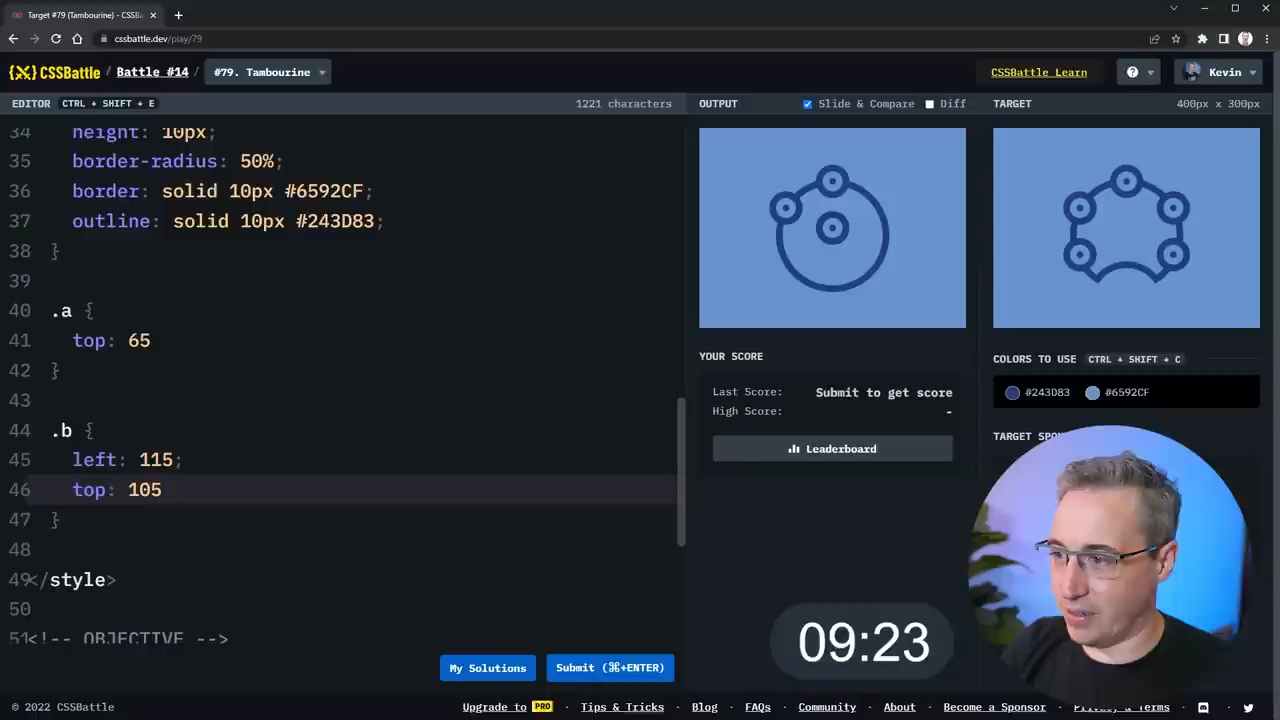 Target #79 (Tambourine) - CSSBa
cssbattle.dev/play/79
{X} CSSBattle / Battle #14 / #79. Tambourine
CSSBattle Learn
? Kevin
EDITOR CTRL + SHIFT + E 1221 characters
OUTPUT Slide & Compare Diff TARGET 400px x 300px
34 height: 10px;
35 border-radius: 50%;
36 border: solid 10px #6592CF;
37 outline: solid 10px #243D83;
38 }
39
40 .a {
41 top: 65
42 }
43
44 .b {
45 left: 115;
46 top: 105
47 }
48
49 </style>
50
51 <!-- OBJECTIVE -->
YOUR SCORE
Last Score: Submit to get score
High Score: -
Leaderboard
COLORS TO USE CTRL + SHIFT + C
#243D83 #6592CF
TARGET SPON
09:23
My Solutions Submit (⌘+ENTER)
© 2022 CSSBattle
Upgrade to PRO · Tips & Tricks · Blog · FAQs · Community · About · Become a Sponsor · Privacy & Terms